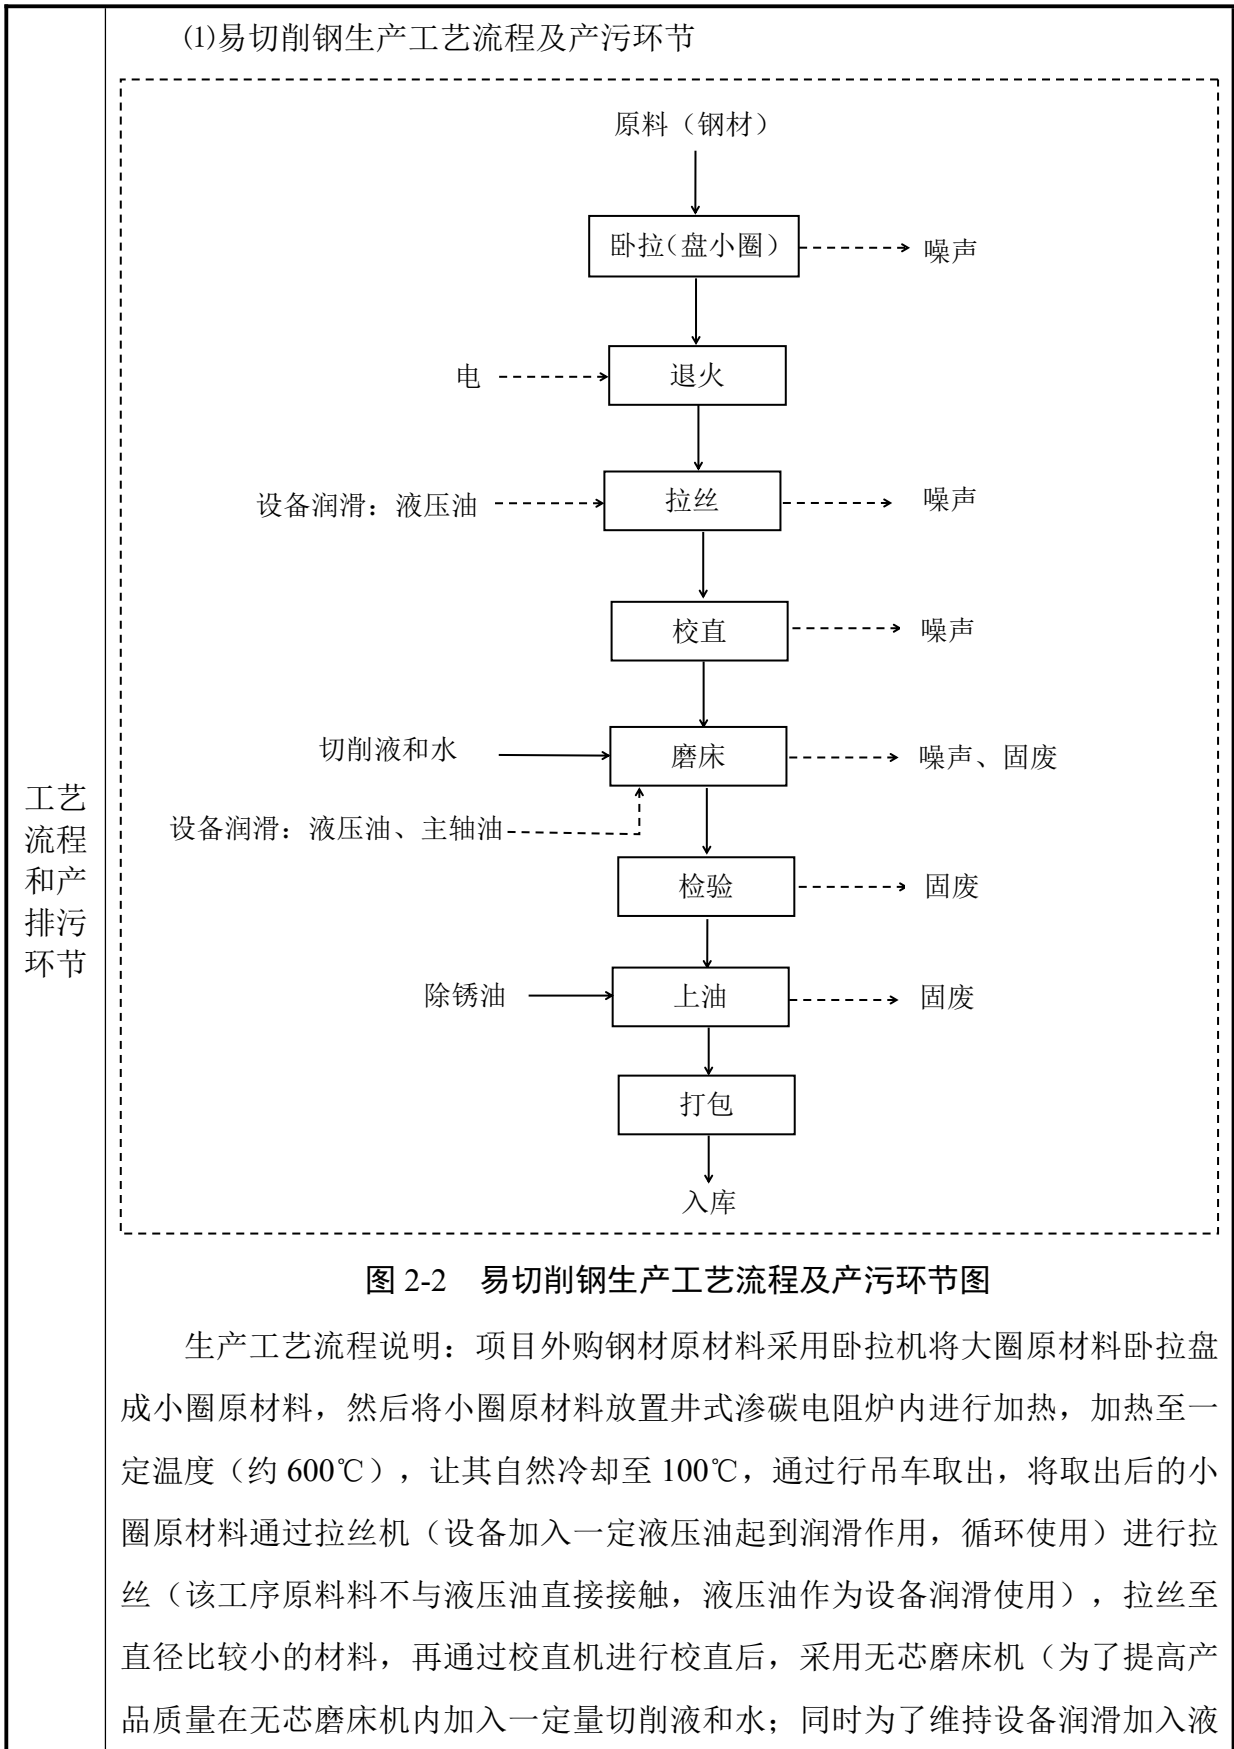 ⑴易切削钢生产工艺流程及产污环节
原料（钢材）
卧拉（盘小圈）
噪声
电
退火
设备润滑：液压油
拉丝
噪声
校直
噪声
切削液和水
磨床
噪声、固废
设备润滑：液压油、主轴油
检验
固废
除锈油
上油
固废
打包
入库
工艺
流程
和产
排污
环节
图 2-2 易切削钢生产工艺流程及产污环节图
生产工艺流程说明：项目外购钢材原材料采用卧拉机将大圈原材料卧拉盘
成小圈原材料，然后将小圈原材料放置井式渗碳电阻炉内进行加热，加热至一
定温度（约 600℃），让其自然冷却至 100℃，通过行吊车取出，将取出后的小
圈原材料通过拉丝机（设备加入一定液压油起到润滑作用，循环使用）进行拉
丝（该工序原料料不与液压油直接接触，液压油作为设备润滑使用），拉丝至
直径比较小的材料，再通过校直机进行校直后，采用无芯磨床机（为了提高产
品质量在无芯磨床机内加入一定量切削液和水；同时为了维持设备润滑加入液